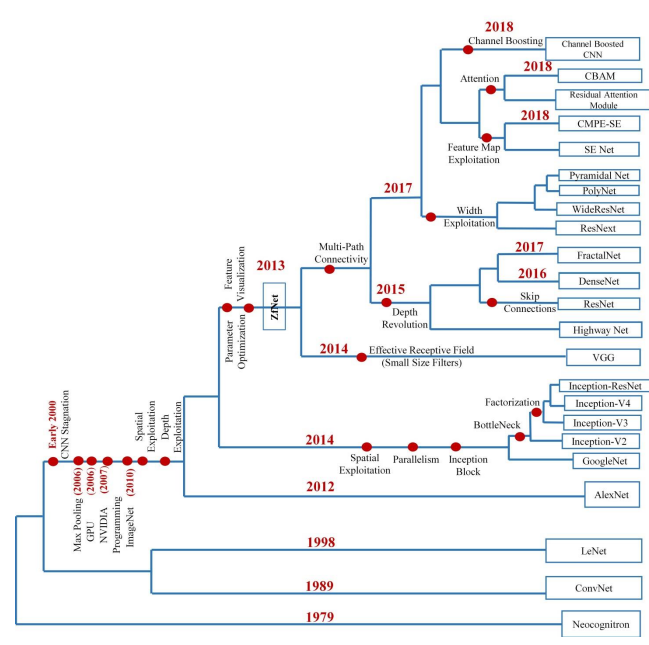 2018
Channel Boosting
Channel Boosted
CNN
2018
Attention
CBAM
Residual Attention
Module
2018
CMPE-SE
Feature Map
Exploitation
SE Net
Pyramidal Net
PolyNet
2017
WideResNet
Width
Exploitation
ResNext
Multi-Path
Connectivity
2017
FractalNet
2013
Feature
Visualization
2016
DenseNet
2015
Skip
Connections
ResNet
ZfNet
Depth
Revolution
Highway Net
Parameter
Optimization
2014
Effective Receptive Field
(Small Size Filters)
VGG
Inception-ResNet
Factorization
Inception-V4
BottleNeck
Inception-V3
2014
Inception-V2
Spatial
Exploitation
Parallelism
Inception
Block
GoogleNet
Early 2000
CNN Stagnation
Spatial
Exploitation
Depth
Exploitation
Max Pooling (2006)
GPU (2006)
NVIDIA (2007)
Programming
ImageNet (2010)
2012
AlexNet
1998
LeNet
1989
ConvNet
1979
Neocognitron